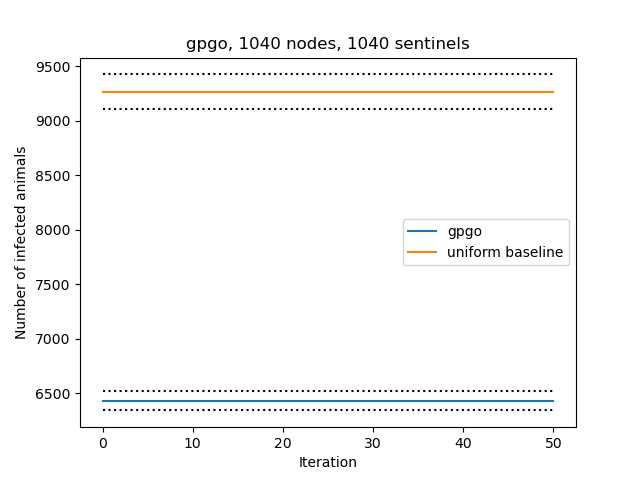 gpgo, 1040 nodes, 1040 sentinels
Number of infected animals
9500
9000
8500
8000
7500
7000
6500
gpgo
uniform baseline
0 10 20 30 40 50
Iteration